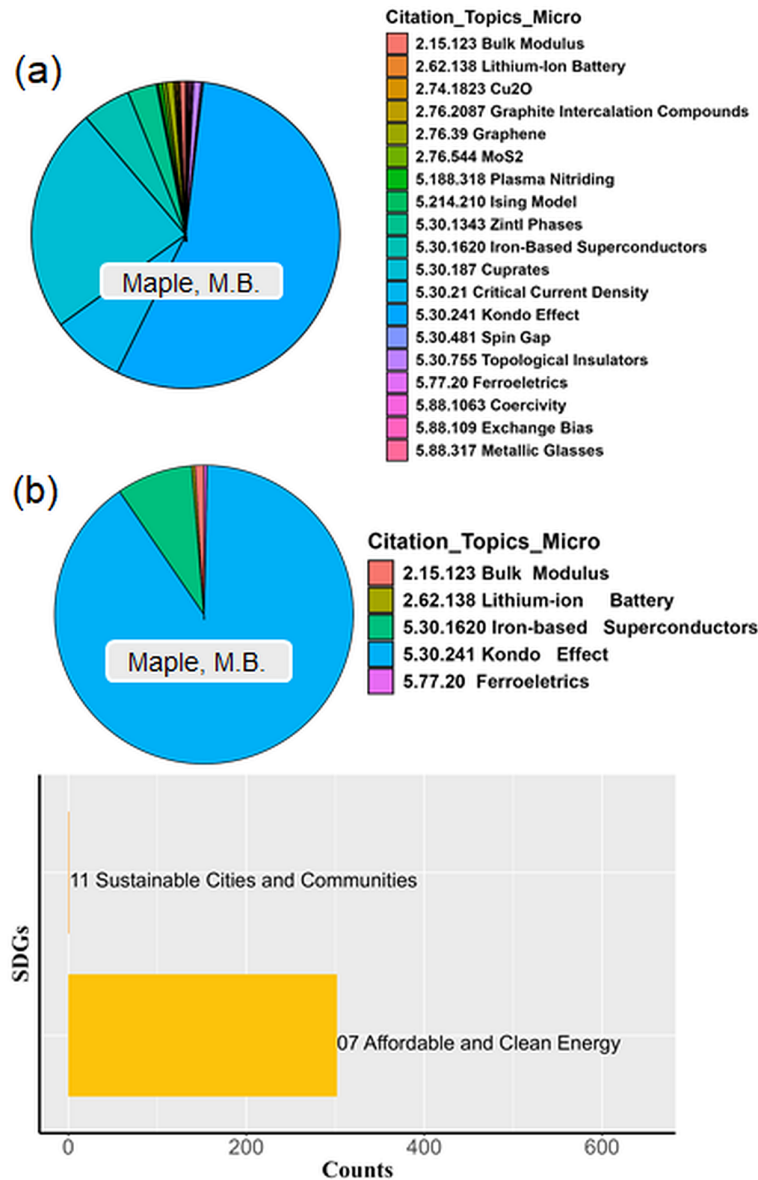 Citation_Topics_Micro
(a)
2.15.123 Bulk Modulus
2.62.138 Lithium-Ion Battery
2.74.1823 Cu2O
2.76.2087 Graphite Intercalation Compounds
2.76.39 Graphene
2.76.544 MoS2
5.188.318 Plasma Nitriding
5.214.210 Ising Model
5.30.1343 Zintl Phases
5.30.1620 Iron-Based Superconductors
5.30.187 Cuprates
5.30.21 Critical Current Density
5.30.241 Kondo Effect
5.30.481 Spin Gap
5.30.755 Topological Insulators
5.77.20 Ferroeletrics
5.88.1063 Coercivity
5.88.109 Exchange Bias
5.88.317 Metallic Glasses
Maple, M.B.
(b)
Citation_Topics_Micro
2.15.123 Bulk Modulus
2.62.138 Lithium-ion Battery
5.30.1620 Iron-based Superconductors
5.30.241 Kondo Effect
5.77.20 Ferroeletrics
Maple, M.B.
11 Sustainable Cities and Communities
07 Affordable and Clean Energy
SDGs
0 200 400 600
Counts